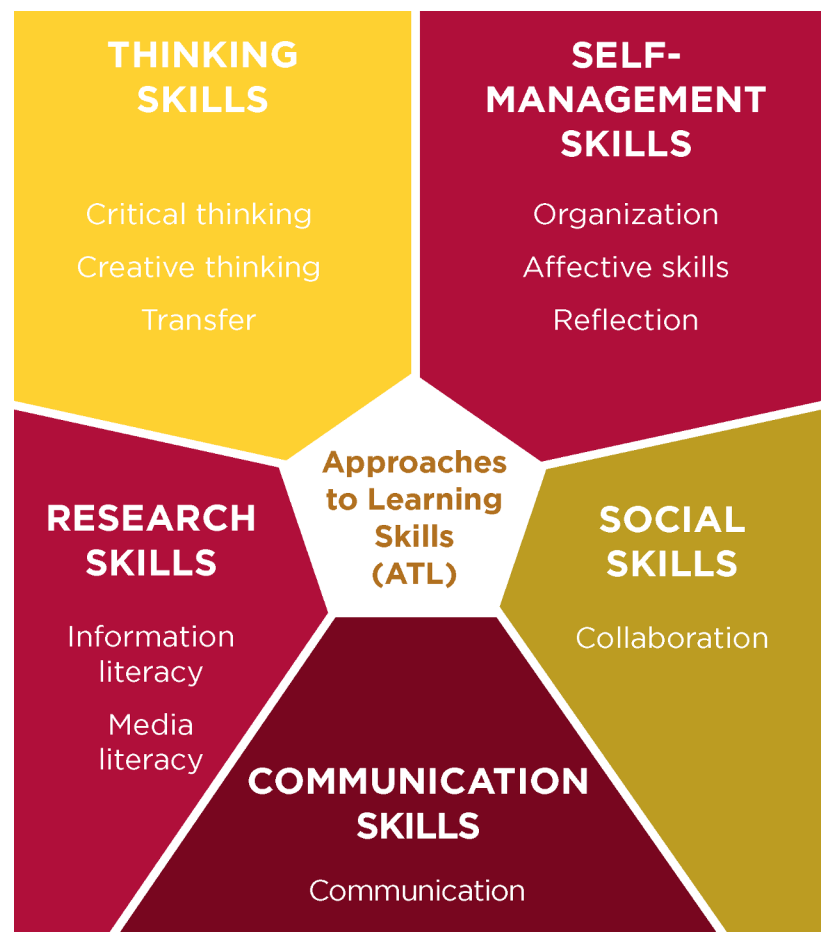 THINKING
SKILLS
Critical thinking
Creative thinking
Transfer
SELF-
MANAGEMENT
SKILLS
Organization
Affective skills
Reflection
Approaches
to Learning
Skills
(ATL)
RESEARCH
SKILLS
Information
literacy
Media
literacy
SOCIAL
SKILLS
Collaboration
COMMUNICATION
SKILLS
Communication